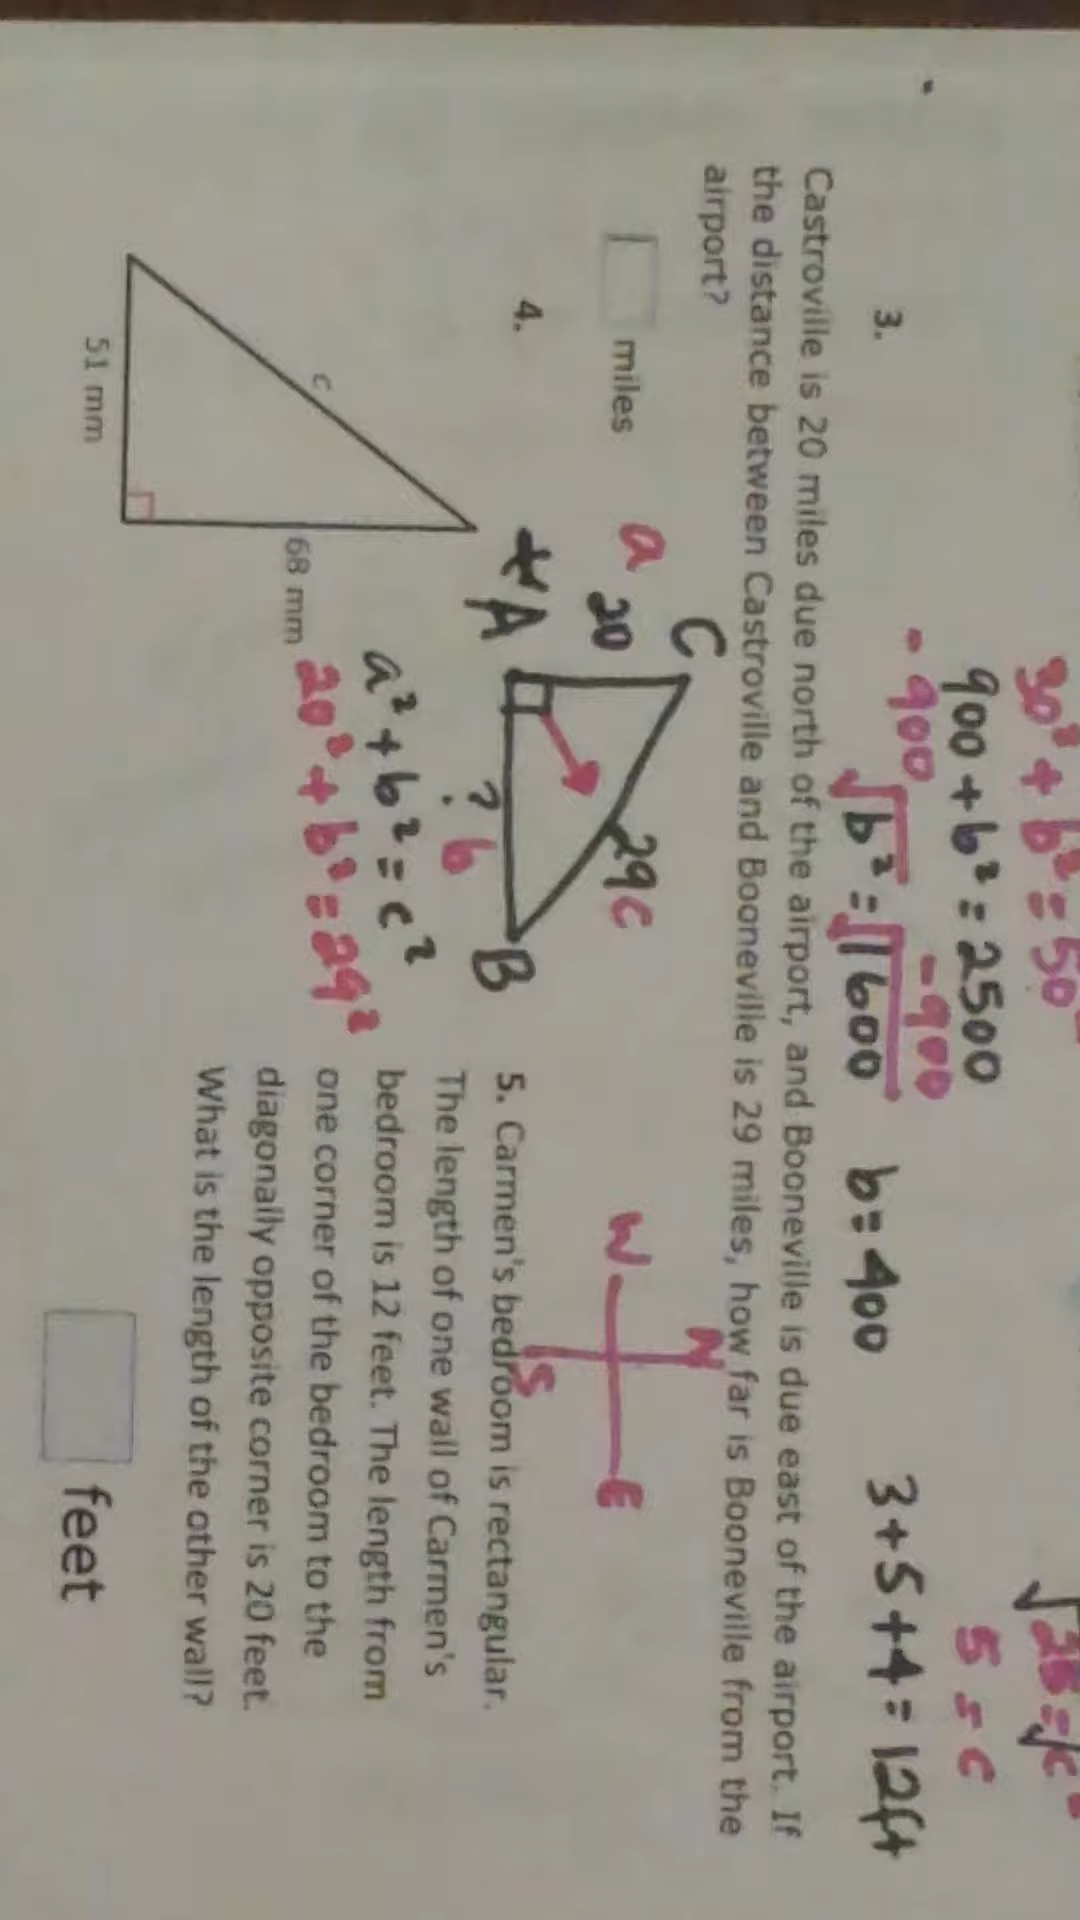 30² + b² = 50
900 + b² = 2500
- 900 - 900
√b² = √1600 b = 400
5 = c
3 + 5 + 4 = 12ft
3.
Castroville is 20 miles due north of the airport, and Booneville is due east of the airport. If
the distance between Castroville and Booneville is 29 miles, how far is Booneville from the
airport?
miles
C
a 20
29 c
A
B
? b
a² + b² = c²
20² + b² = 29²
N
W E
S
4.
c
68 mm
51 mm
5. Carmen's bedroom is rectangular.
The length of one wall of Carmen's
bedroom is 12 feet. The length from
one corner of the bedroom to the
diagonally opposite corner is 20 feet.
What is the length of the other wall?
feet